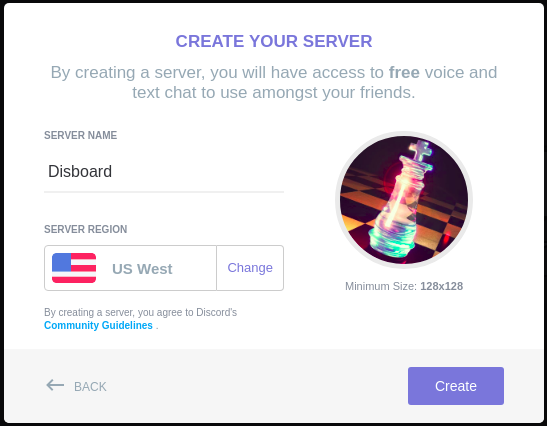 CREATE YOUR SERVER
By creating a server, you will have access to free voice and
text chat to use amongst your friends.
SERVER NAME
Disboard
SERVER REGION
US West
Change
Minimum Size: 128x128
By creating a server, you agree to Discord's
Community Guidelines .
BACK
Create